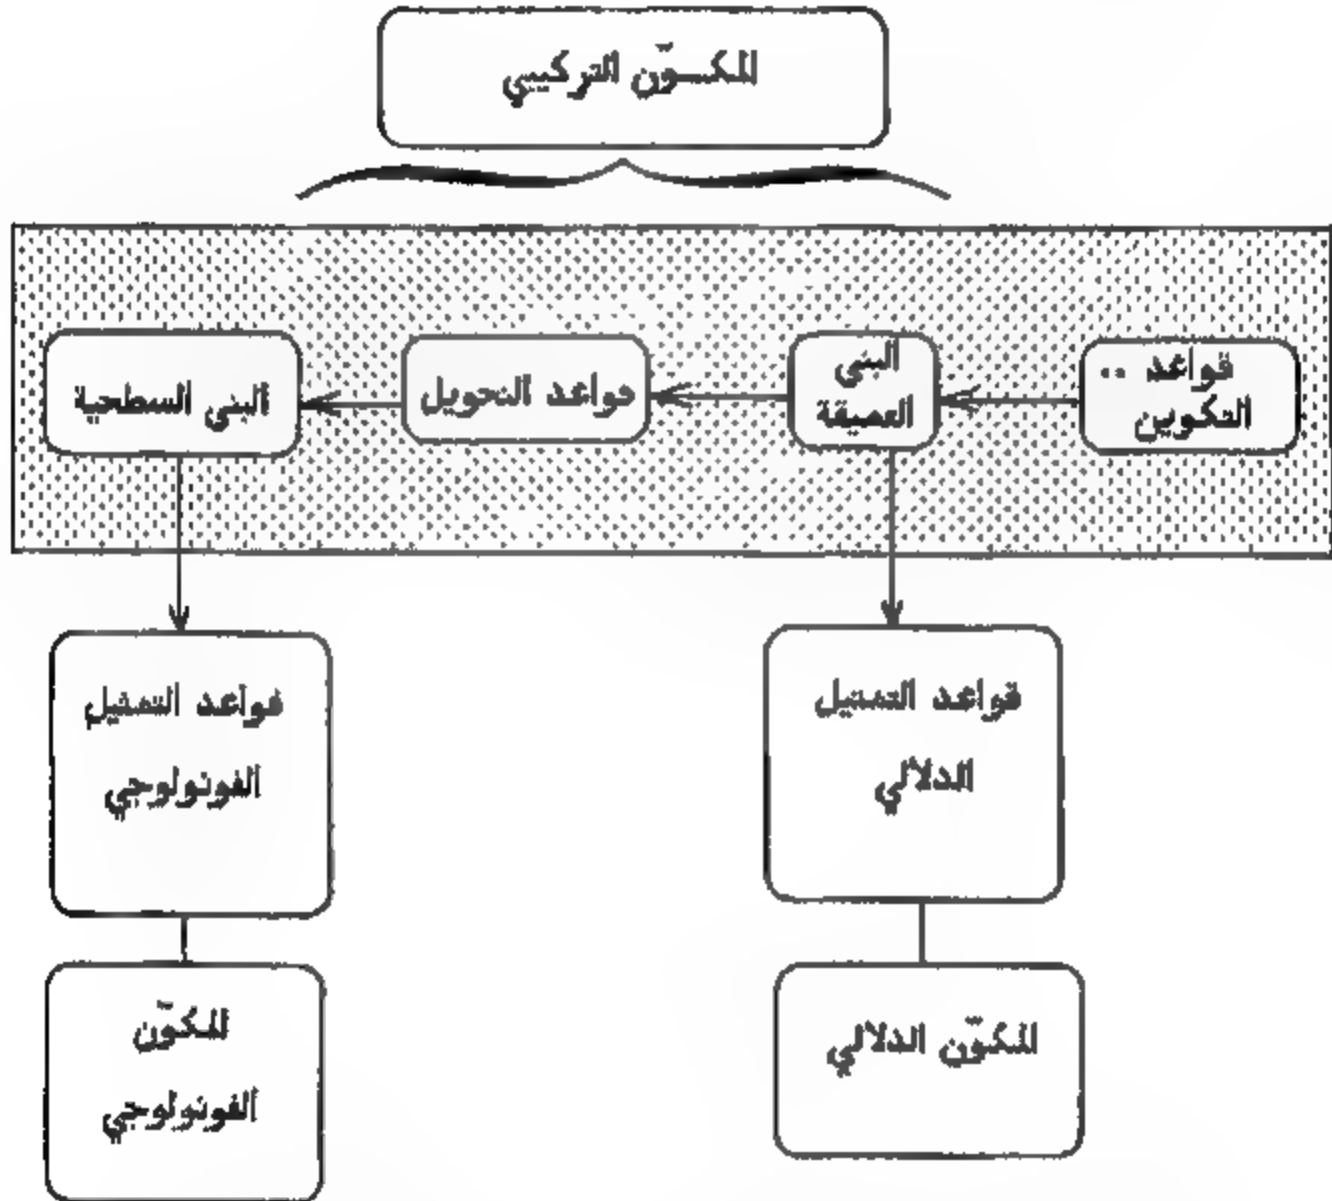 المكـــوّن التركيبي
قواعد ..
التكوين
البنى
العميقة
قواعد التحويل
البنى السطحية
قواعد التمثيل
الدلالي
قواعد التمثيل
الفونولوجي
المكوّن الدلالي
المكوّن
الفونولوجي